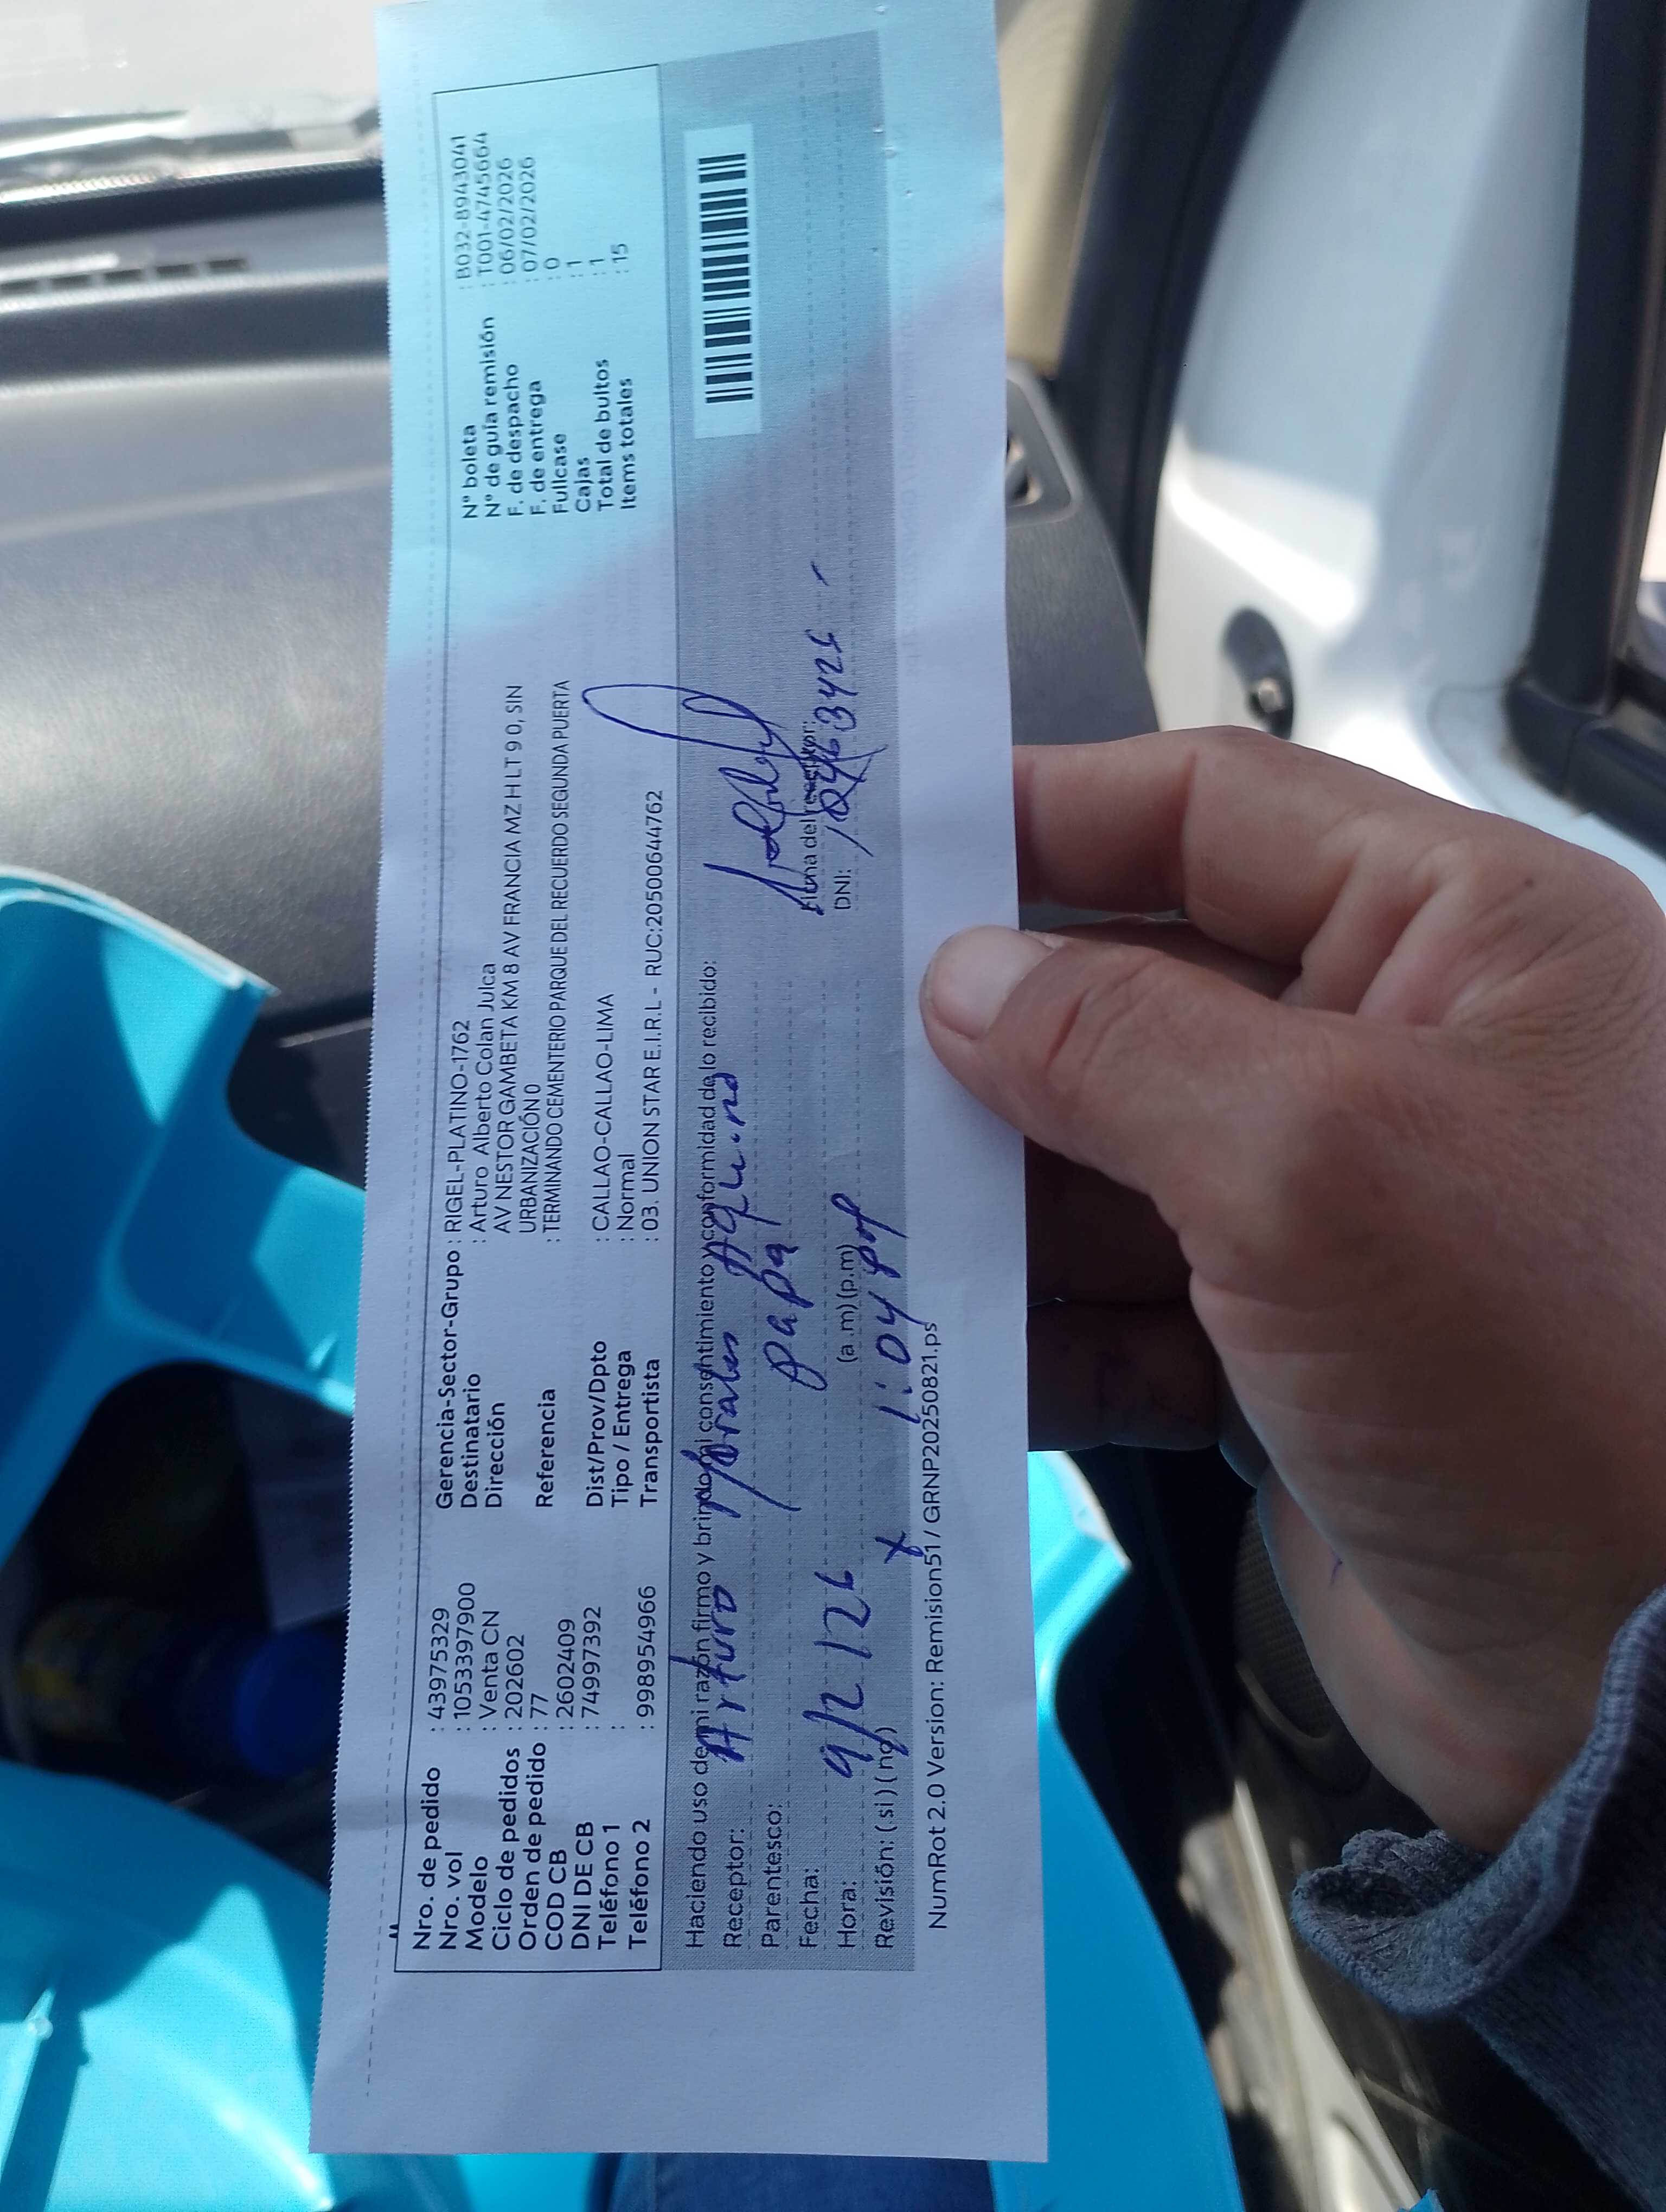 Nro. de pedido : 43975329
Nro. vol : 1053397900
Modelo : Venta CN
Ciclo de pedidos : 202602
Orden de pedido : 77
COD CB : 2602409
DNI DE CB : 74997392
Teléfono 1 :
Teléfono 2 : 998954966
Gerencia-Sector-Grupo : RIGEL-PLATINO-1762
Destinatario : Arturo Alberto Colan Julca
Dirección AV NESTOR GAMBETA KM 8 AV FRANCIA MZ H LT 9 0, SIN
URBANIZACIÓN 0
Referencia : TERMINANDO CEMENTERIO PARQUE DEL RECUERDO SEGUNDA PUERTA
Dist/Prov/Dpto : CALLAO-CALLAO-LIMA
Tipo / Entrega : Normal
Transportista : 03. UNION STAR E.I.R.L - RUC:20500644762
Nº boleta : B032-8943041
Nº de guía remisión : T001-4745664
F. de despacho : 06/02/2026
F. de entrega : 07/02/2026
Fullcase : 0
Cajas : 1
Total de bultos : 1
Items totales : 15
Haciendo uso de mi razón firmo y brindo mi consentimiento y conformidad de lo recibido:
Receptor: Arturo Morales Aquino
Parentesco: papá
Fecha: 9/2/26
Hora: (a.m) (p.m) 1:04 pm
Revisión: ( si ) ( no ) x
Firma del receptor:
DNI:
NumRot 2.0 Version: Remision51 / GRNP20250821.ps